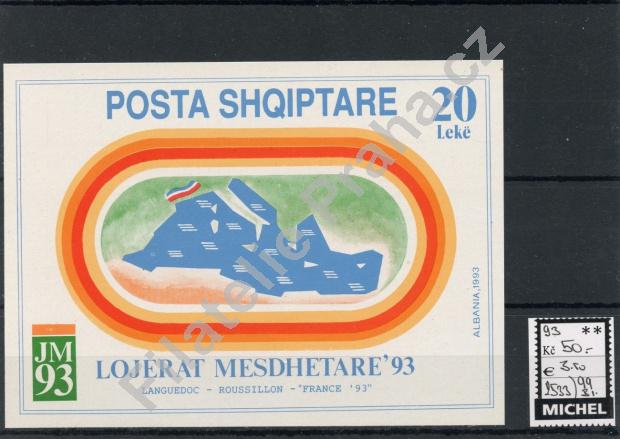 POSTA SHQIPTARE
20
Lekë
ALBANIA, 1993
JM
93
LOJERAT MESDHETARE '93
LANGUEDOC - ROUSSILLON - "FRANCE '93"
Filatelie-Praha.cz
93 **
Kč 50.-
€ 3.50
MICHEL